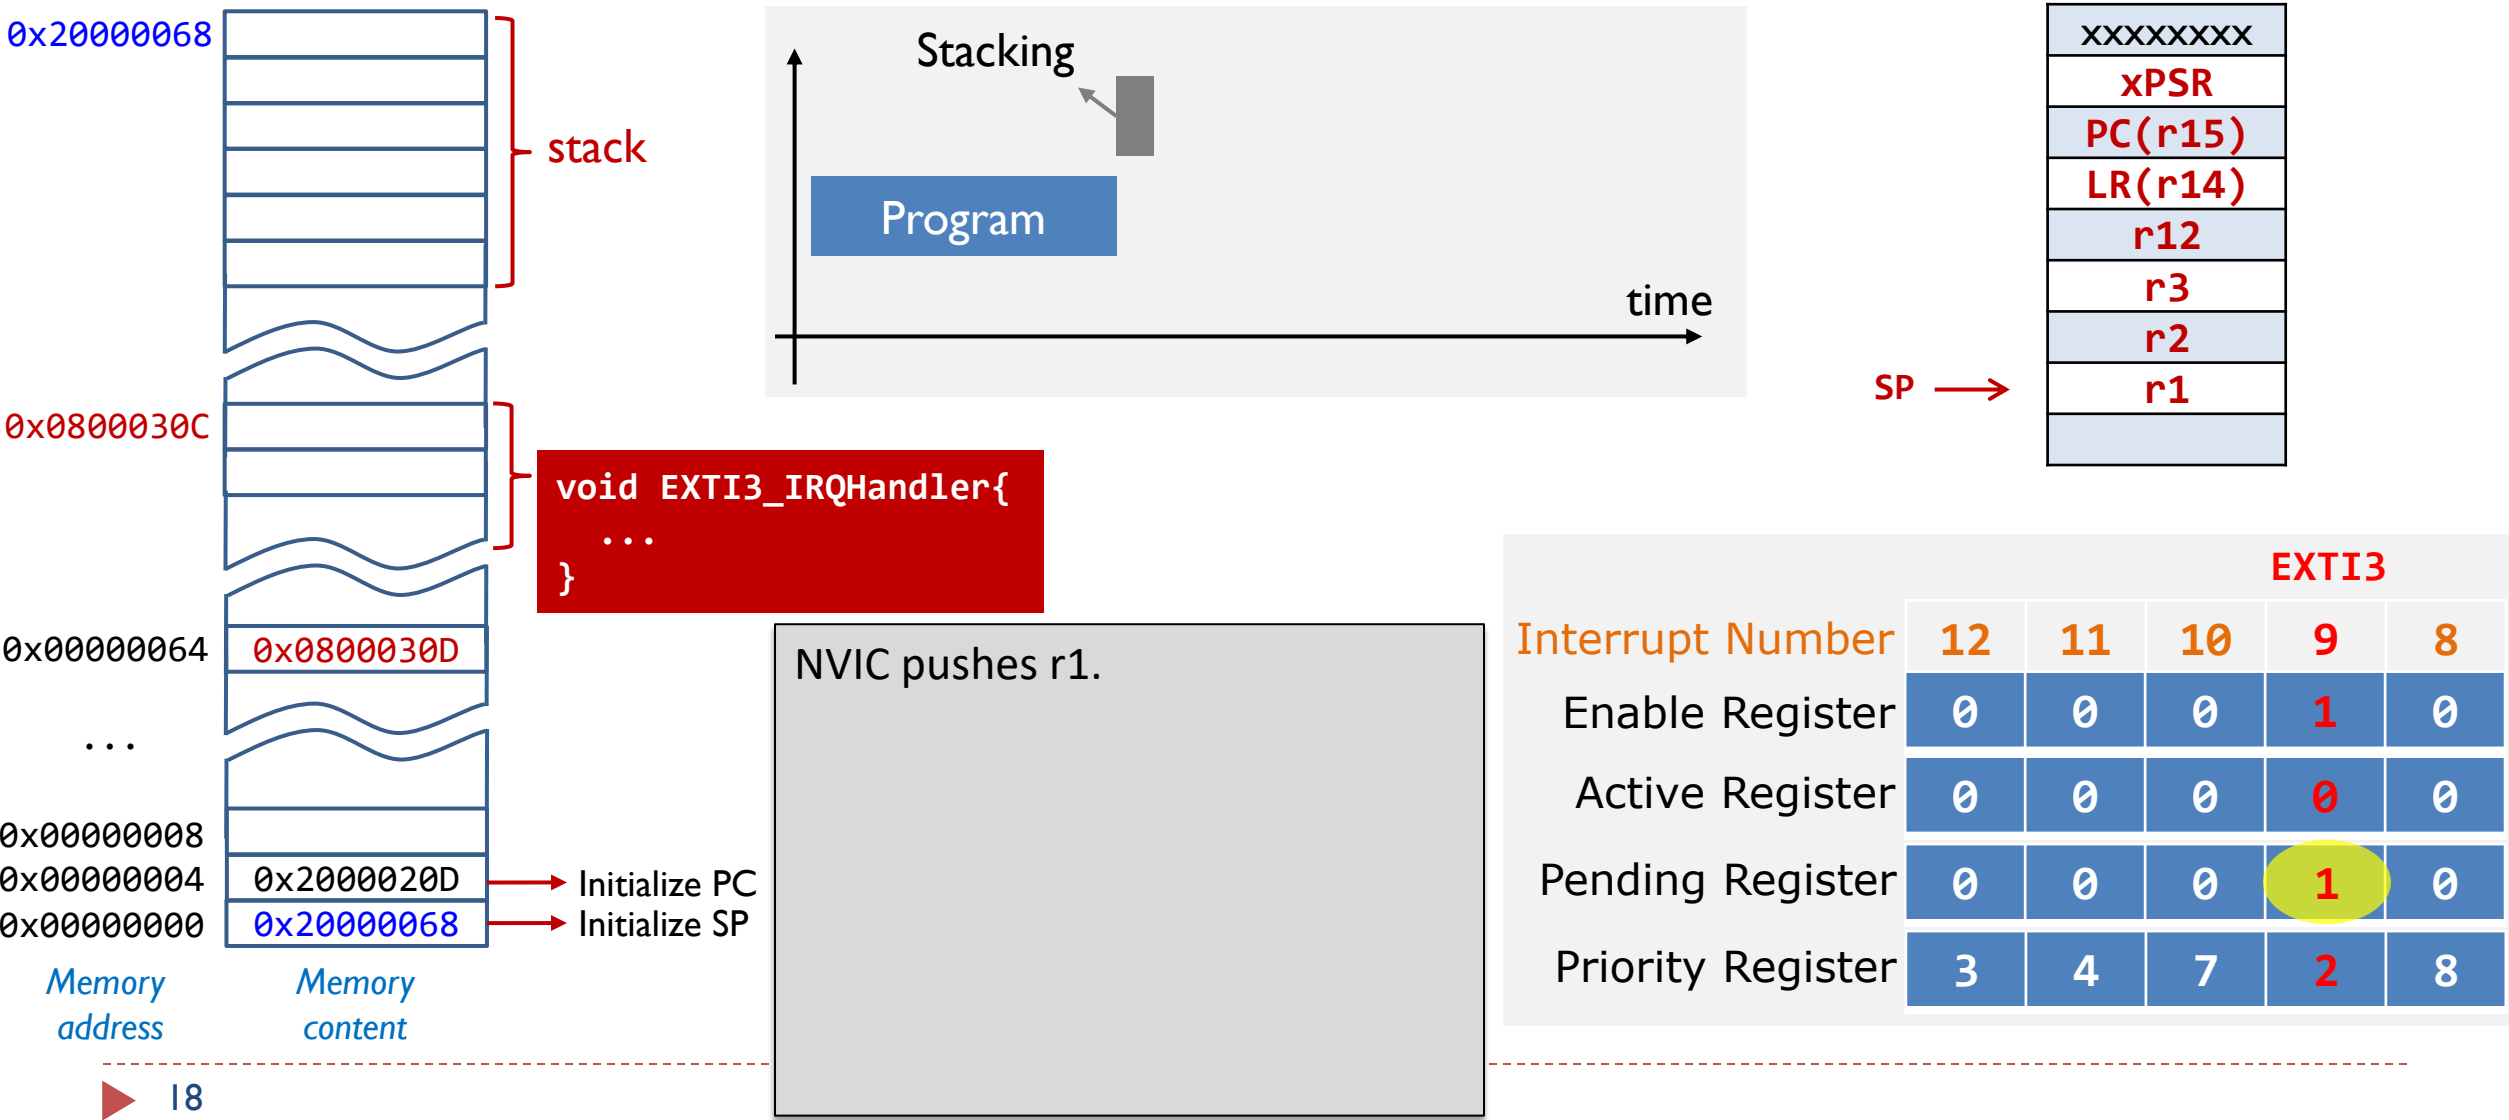 0x20000068
stack
0x0800030C
void EXTI3_IRQHandler{
...
}
0x00000064
0x0800030D
...
0x00000008
0x00000004
0x2000020D
Initialize PC
0x00000000
0x20000068
Initialize SP
Memory
address
Memory
content
Stacking
Program
time
xxxxxxxx
xPSR
PC(r15)
LR(r14)
r12
r3
r2
SP
r1
NVIC pushes r1.
EXTI3
Interrupt Number 12 11 10 9 8
Enable Register 0 0 0 1 0
Active Register 0 0 0 0 0
Pending Register 0 0 0 1 0
Priority Register 3 4 7 2 8
18